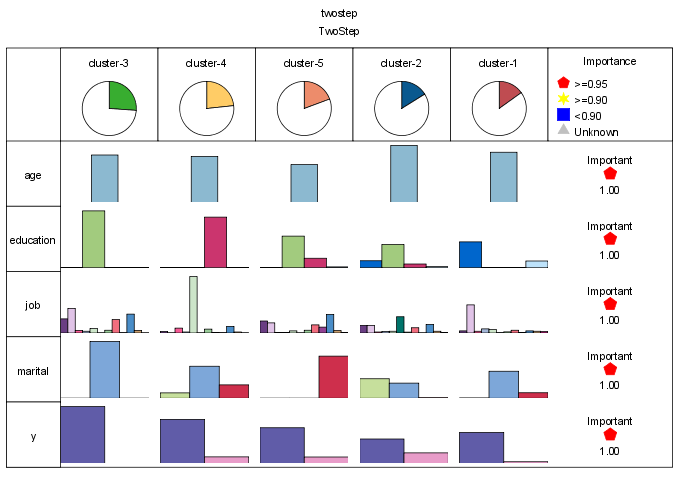 twostep
TwoStep
cluster-3 cluster-4 cluster-5 cluster-2 cluster-1 Importance
>=0.95
>=0.90
<0.90
Unknown
age Important
1.00
education Important
1.00
job Important
1.00
marital Important
1.00
y Important
1.00